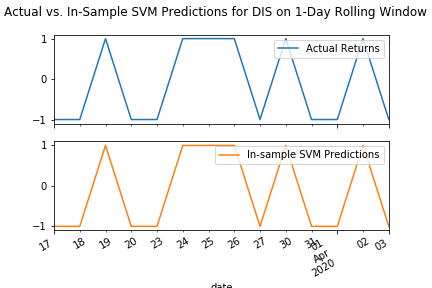 Actual vs. In-Sample SVM Predictions for DIS on 1-Day Rolling Window
1
0
−1
Actual Returns
1
0
−1
In-sample SVM Predictions
17 18 19 20 23 24 25 26 27 30 31 01 02 03
Apr
2020
date